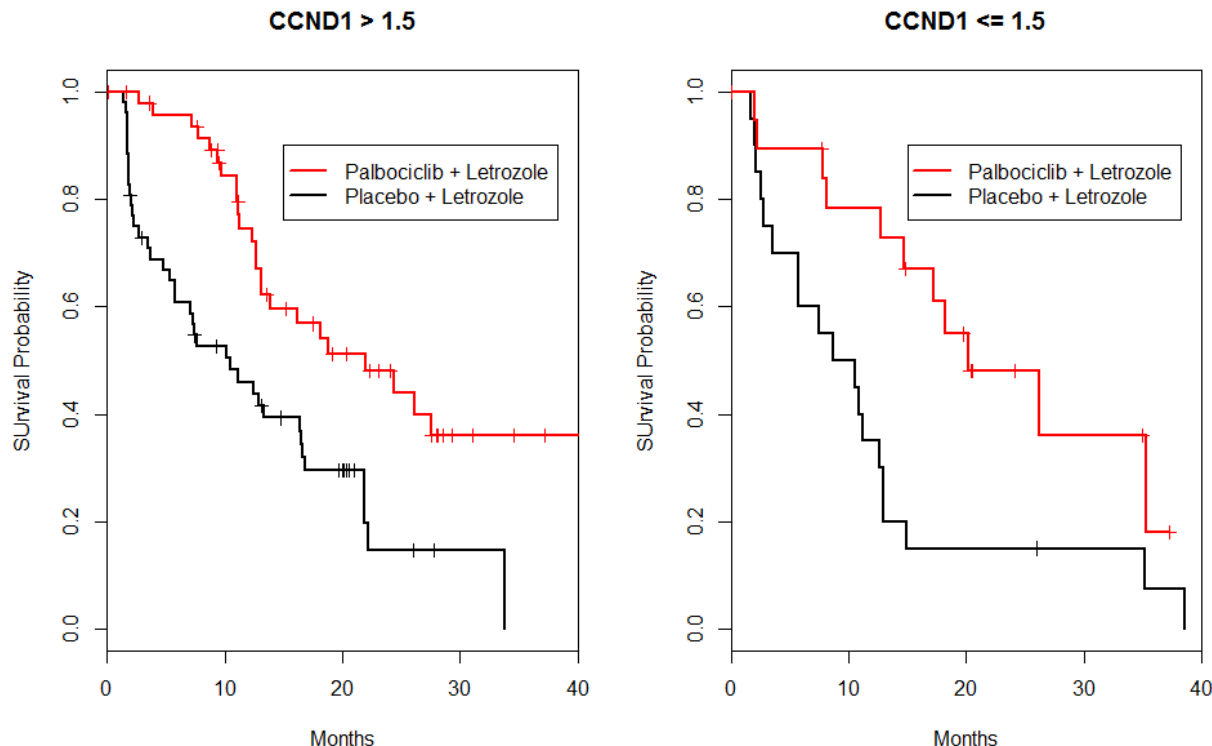 CCND1 > 1.5
1.0
0.8
0.6
0.4
0.2
0.0
SUrvival Probability
Palbociclib + Letrozole
Placebo + Letrozole
0
10
20
30
40
Months
CCND1 <= 1.5
1.0
0.8
0.6
0.4
0.2
0.0
SUrvival Probability
Palbociclib + Letrozole
Placebo + Letrozole
0
10
20
30
40
Months